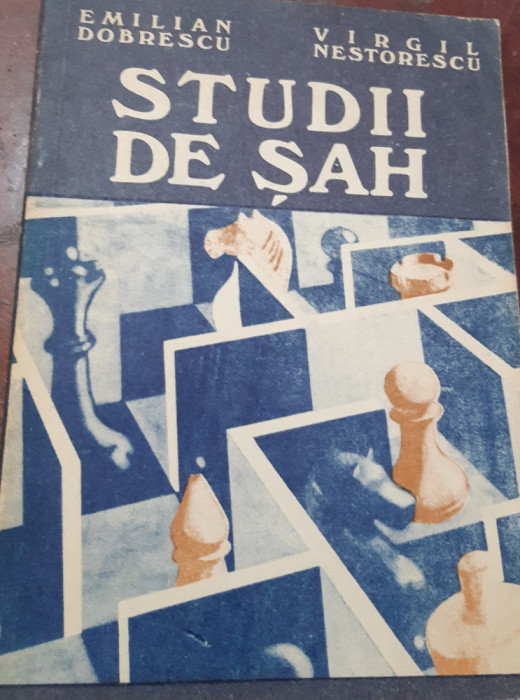 EMILIAN
DOBRESCU
VIRGIL
NESTORESCU
STUDII
DE ȘAH